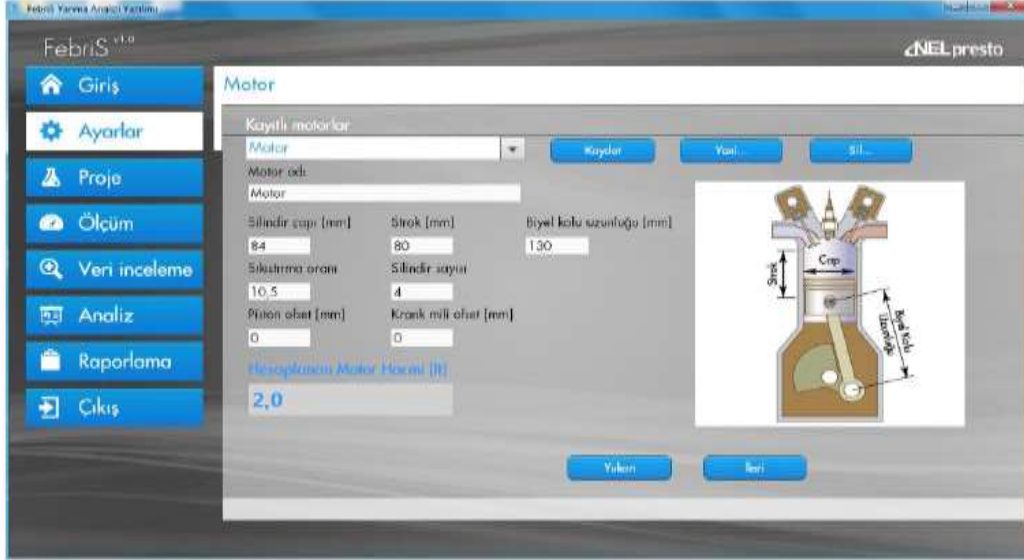 FebriS Yanma Analizi Yazılımı
FebriS v1.0
NEL presto
Giriş
Ayarlar
Proje
Ölçüm
Veri inceleme
Analiz
Raporlama
Çıkış
Motor
Kayıtlı motorlar
Motor
Kaydet
Yeni...
Sil...
Motor adı
Motor
Silindir çapı [mm]
Strok [mm]
Biyel kolu uzunluğu [mm]
84
80
130
Sıkıştırma oranı
Silindir sayısı
10,5
4
Piston ofset [mm]
Krank mili ofset [mm]
0
0
Hesaplanan Motor Hacmi [lt]
2,0
Strok
Çap
Biyel Kolu
Uzunluğu
Yukarı
İleri